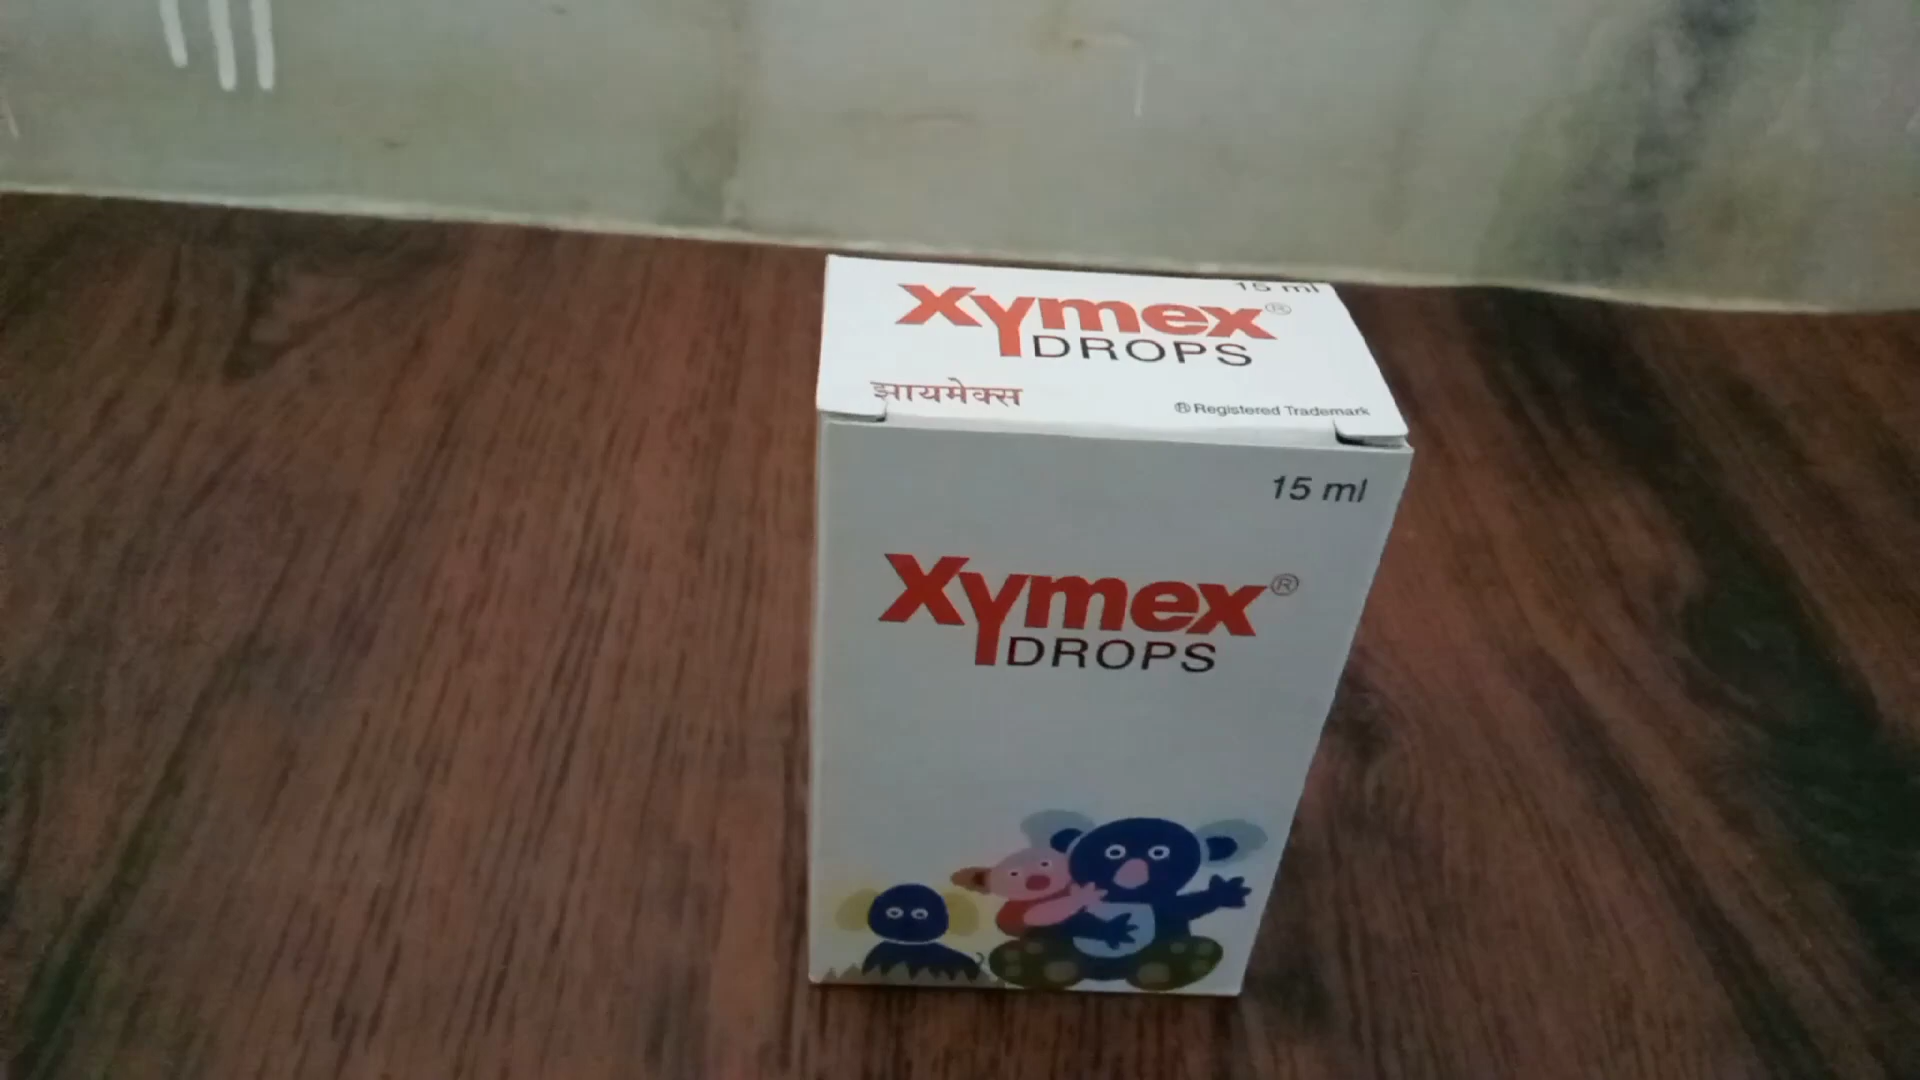 15 ml
Xymex®
DROPS
झायमेक्स
® Registered Trademark
15 ml
Xymex®
DROPS